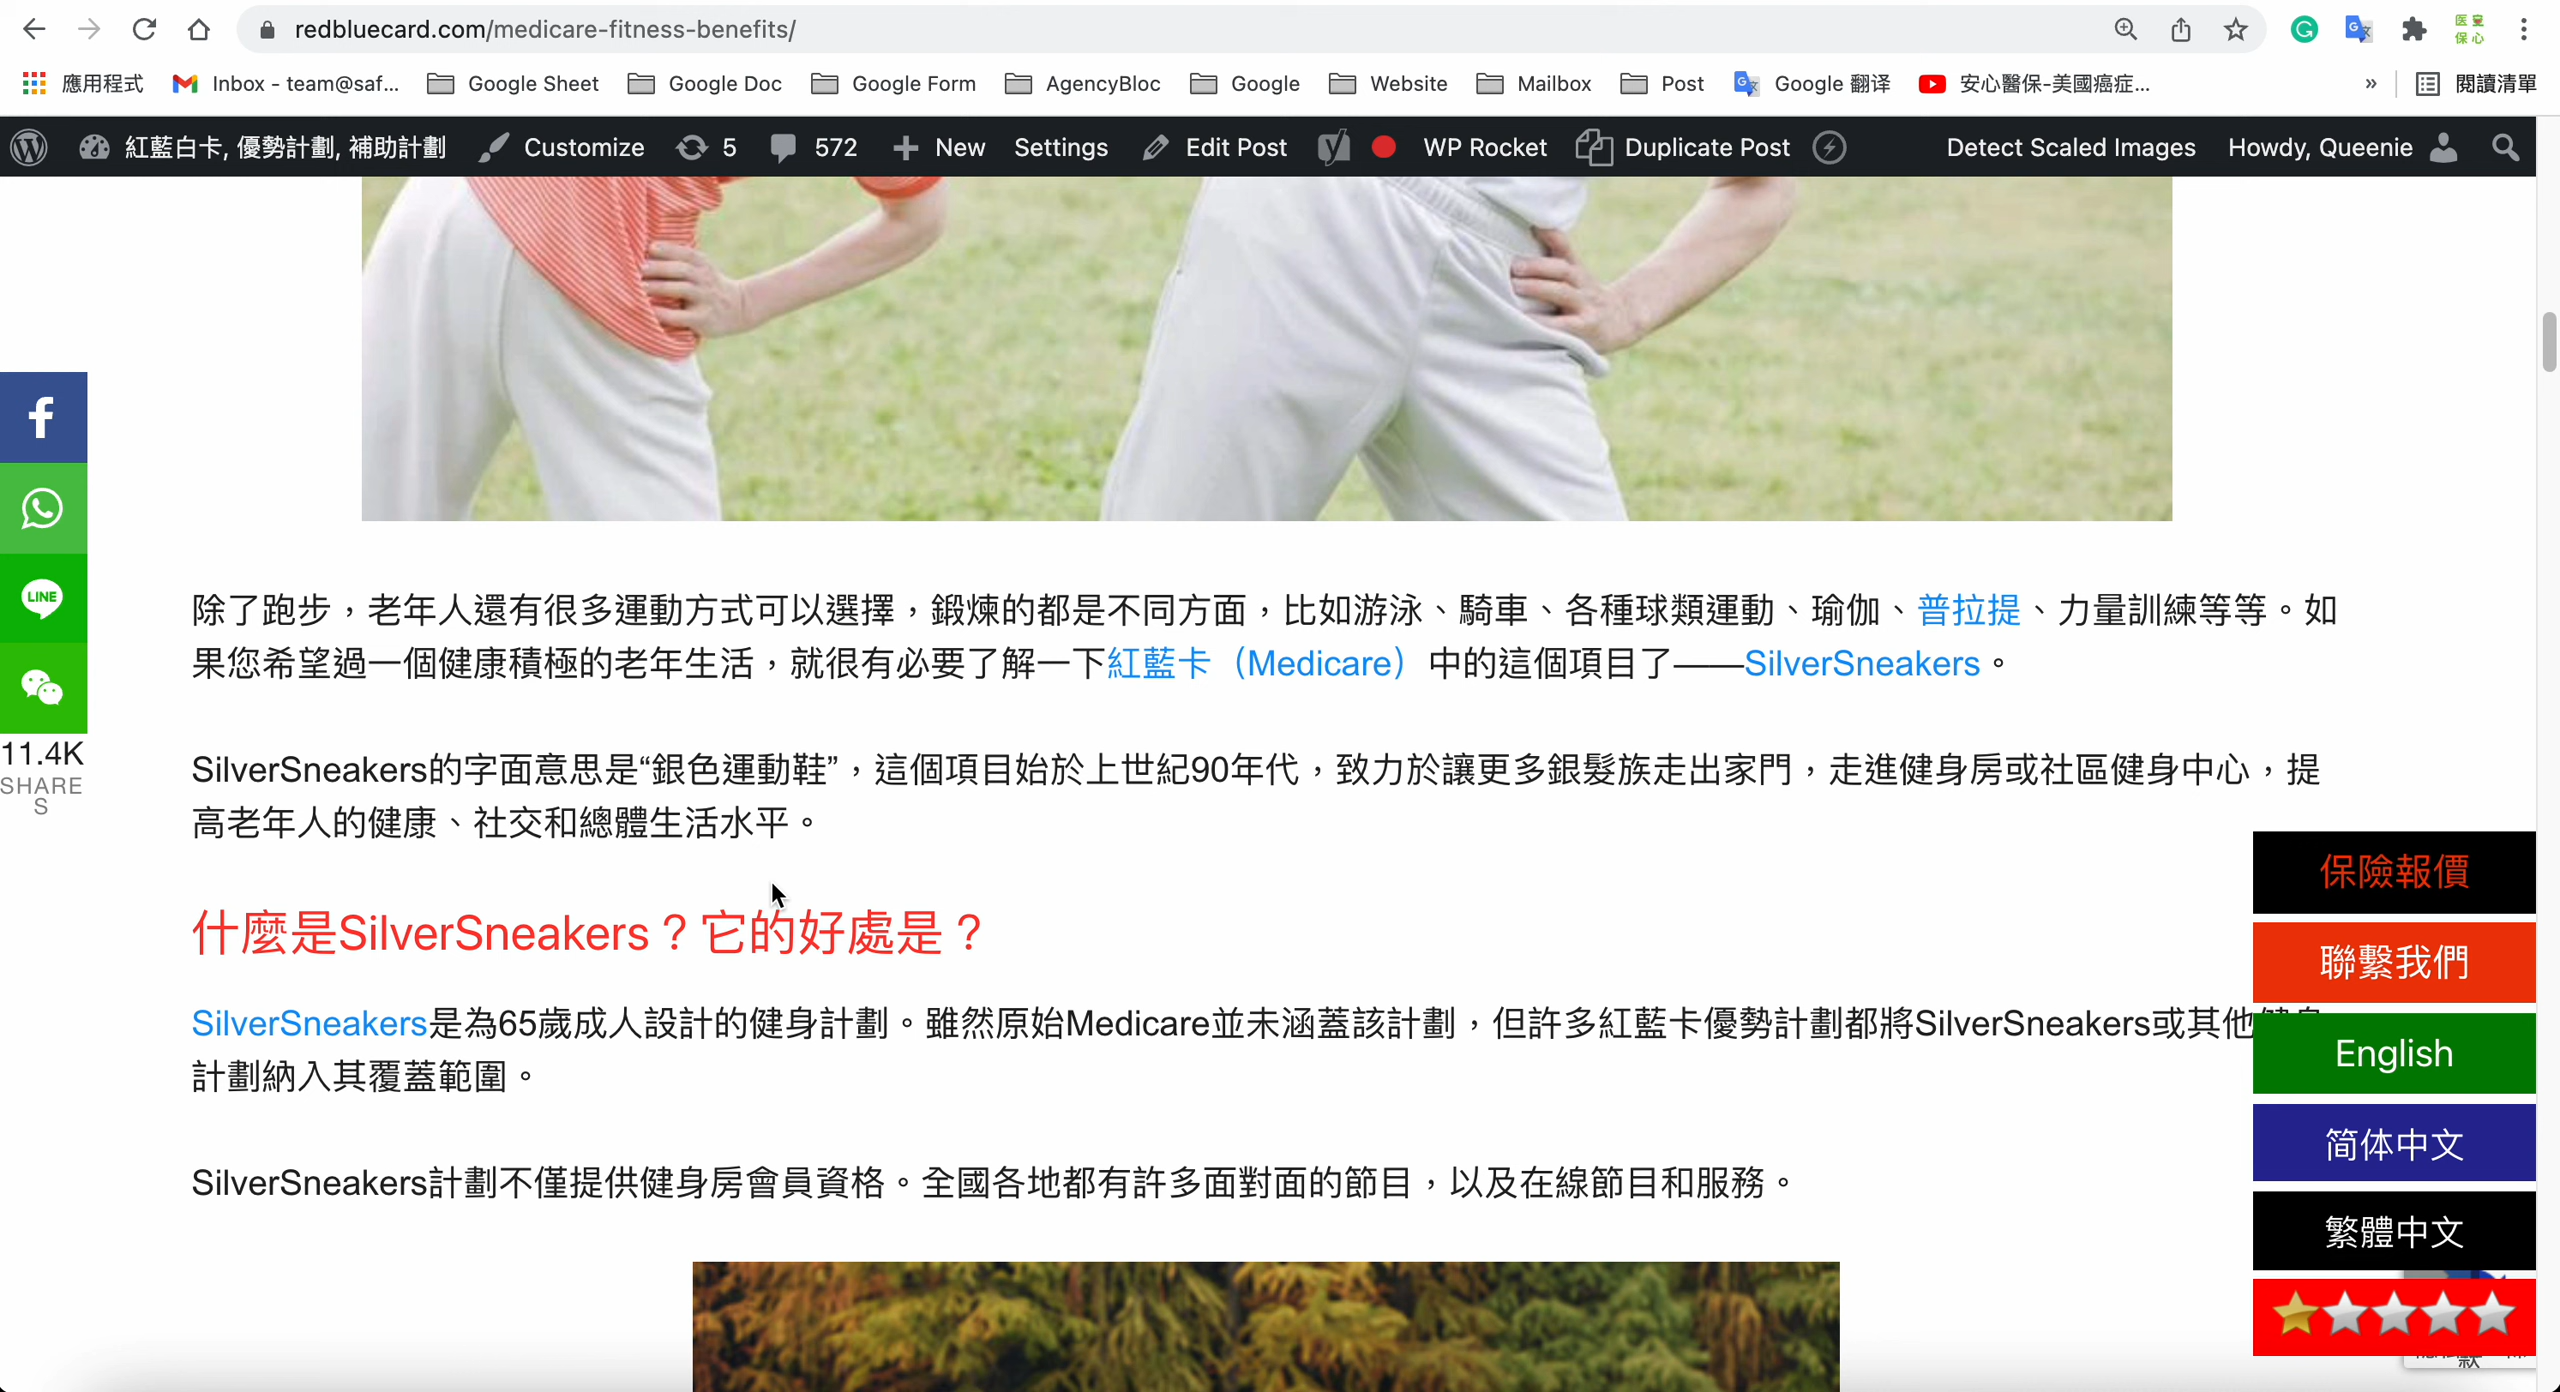 redbluecard.com/medicare-fitness-benefits/
應用程式 Inbox - team@saf... Google Sheet Google Doc Google Form AgencyBloc Google Website Mailbox Post Google 翻译 安心醫保-美國癌症... » 閱讀清單
紅藍白卡, 優勢計劃, 補助計劃 Customize 5 572 New Settings Edit Post WP Rocket Duplicate Post Detect Scaled Images Howdy, Queenie
LINE
11.4K
SHARE
S
除了跑步，老年人還有很多運動方式可以選擇，鍛煉的都是不同方面，比如游泳、騎車、各種球類運動、瑜伽、普拉提、力量訓練等等。如
果您希望過一個健康積極的老年生活，就很有必要了解一下紅藍卡（Medicare）中的這個項目了——SilverSneakers。
SilverSneakers的字面意思是“銀色運動鞋”，這個項目始於上世紀90年代，致力於讓更多銀髮族走出家門，走進健身房或社區健身中心，提
高老年人的健康、社交和總體生活水平。
什麼是SilverSneakers？它的好處是？
SilverSneakers是為65歲成人設計的健身計劃。雖然原始Medicare並未涵蓋該計劃，但許多紅藍卡優勢計劃都將SilverSneakers或其他健身
計劃納入其覆蓋範圍。
SilverSneakers計劃不僅提供健身房會員資格。全國各地都有許多面對面的節目，以及在線節目和服務。
保險報價
聯繫我們
English
简体中文
繁體中文